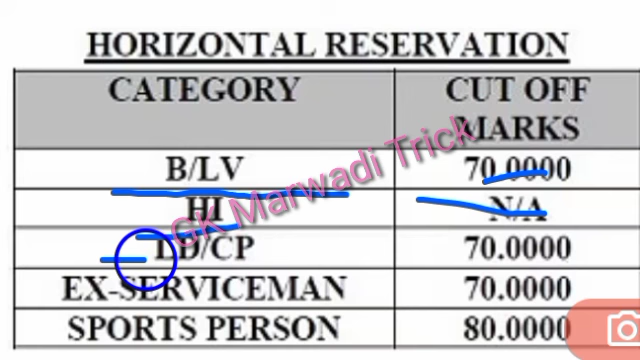 HORIZONTAL RESERVATION
CATEGORY CUT OFF MARKS
B/LV 70.0000
HI N/A
LD/CP 70.0000
EX-SERVICEMAN 70.0000
SPORTS PERSON 80.0000
GK Marwadi Trick